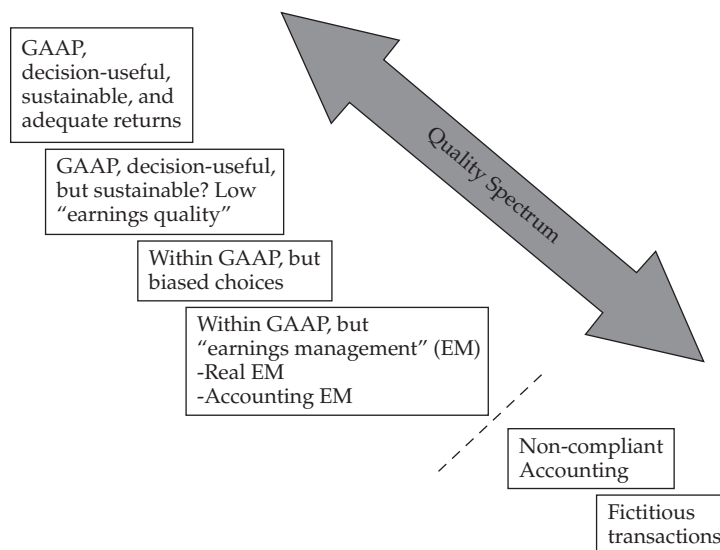 GAAP,
decision-useful,
sustainable, and
adequate returns
Quality Spectrum
GAAP, decision-useful,
but sustainable? Low
“earnings quality”
Within GAAP, but
biased choices
Within GAAP, but
“earnings management” (EM)
-Real EM
-Accounting EM
Non-compliant
Accounting
Fictitious
transactions